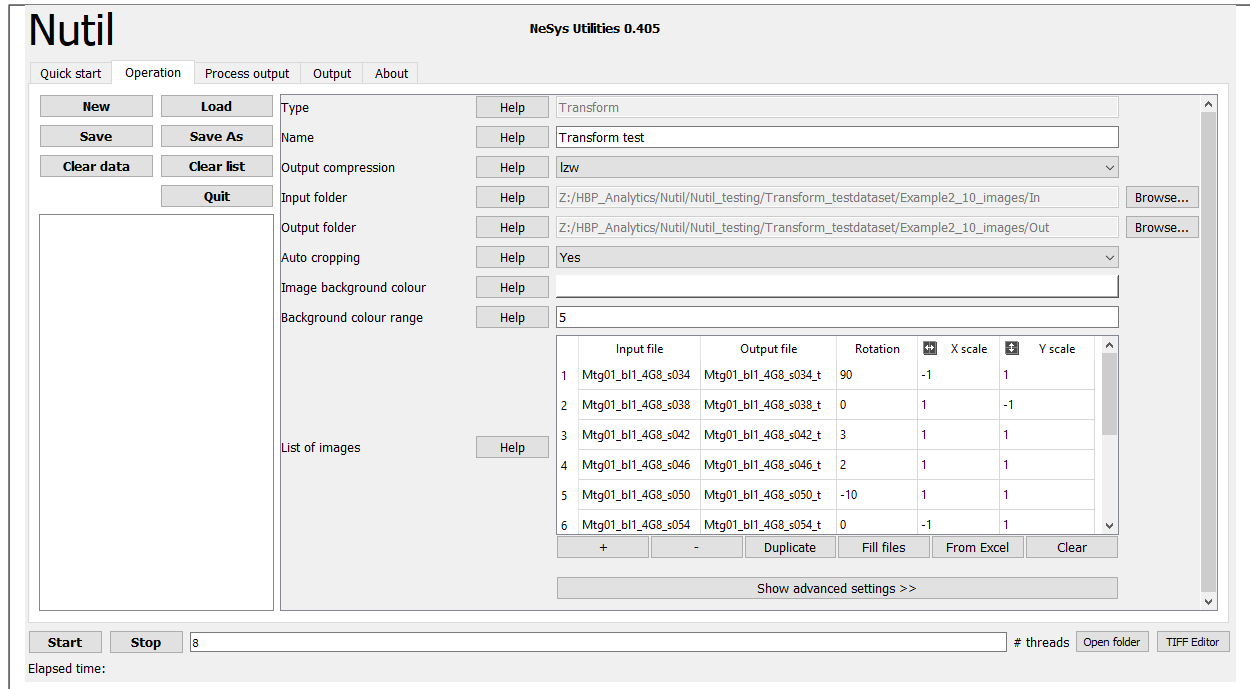 Nutil
NeSys Utilities 0.405
Quick start Operation Process output Output About
New Load
Save Save As
Clear data Clear list
Quit
Type Help Transform
Name Help Transform test
Output compression Help lzw
Input folder Help Z:/HBP_Analytics/Nutil/Nutil_testing/Transform_testdataset/Example2_10_images/In Browse...
Output folder Help Z:/HBP_Analytics/Nutil/Nutil_testing/Transform_testdataset/Example2_10_images/Out Browse...
Auto cropping Help Yes
Image background colour Help
Background colour range Help 5
List of images Help
Input file Output file Rotation X scale Y scale
1 Mtg01_bl1_4G8_s034 Mtg01_bl1_4G8_s034_t 90 -1 1
2 Mtg01_bl1_4G8_s038 Mtg01_bl1_4G8_s038_t 0 1 -1
3 Mtg01_bl1_4G8_s042 Mtg01_bl1_4G8_s042_t 3 1 1
4 Mtg01_bl1_4G8_s046 Mtg01_bl1_4G8_s046_t 2 1 1
5 Mtg01_bl1_4G8_s050 Mtg01_bl1_4G8_s050_t -10 1 1
6 Mtg01_bl1_4G8_s054 Mtg01_bl1_4G8_s054_t 0 -1 1
+ - Duplicate Fill files From Excel Clear
Show advanced settings >>
Start Stop 8 # threads Open folder TIFF Editor
Elapsed time: